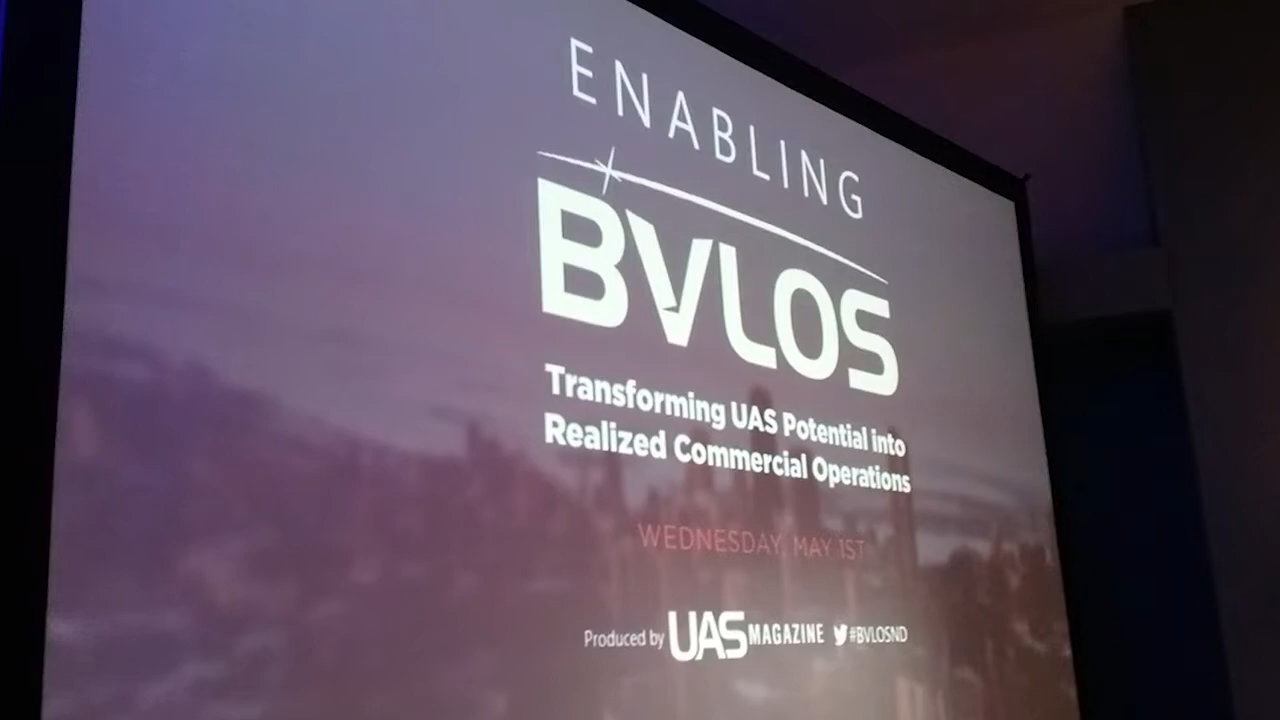 ENABLING
BVLOS
Transforming UAS Potential into
Realized Commercial Operations
WEDNESDAY, MAY 1ST
Produced by UAS MAGAZINE #BVLOSND